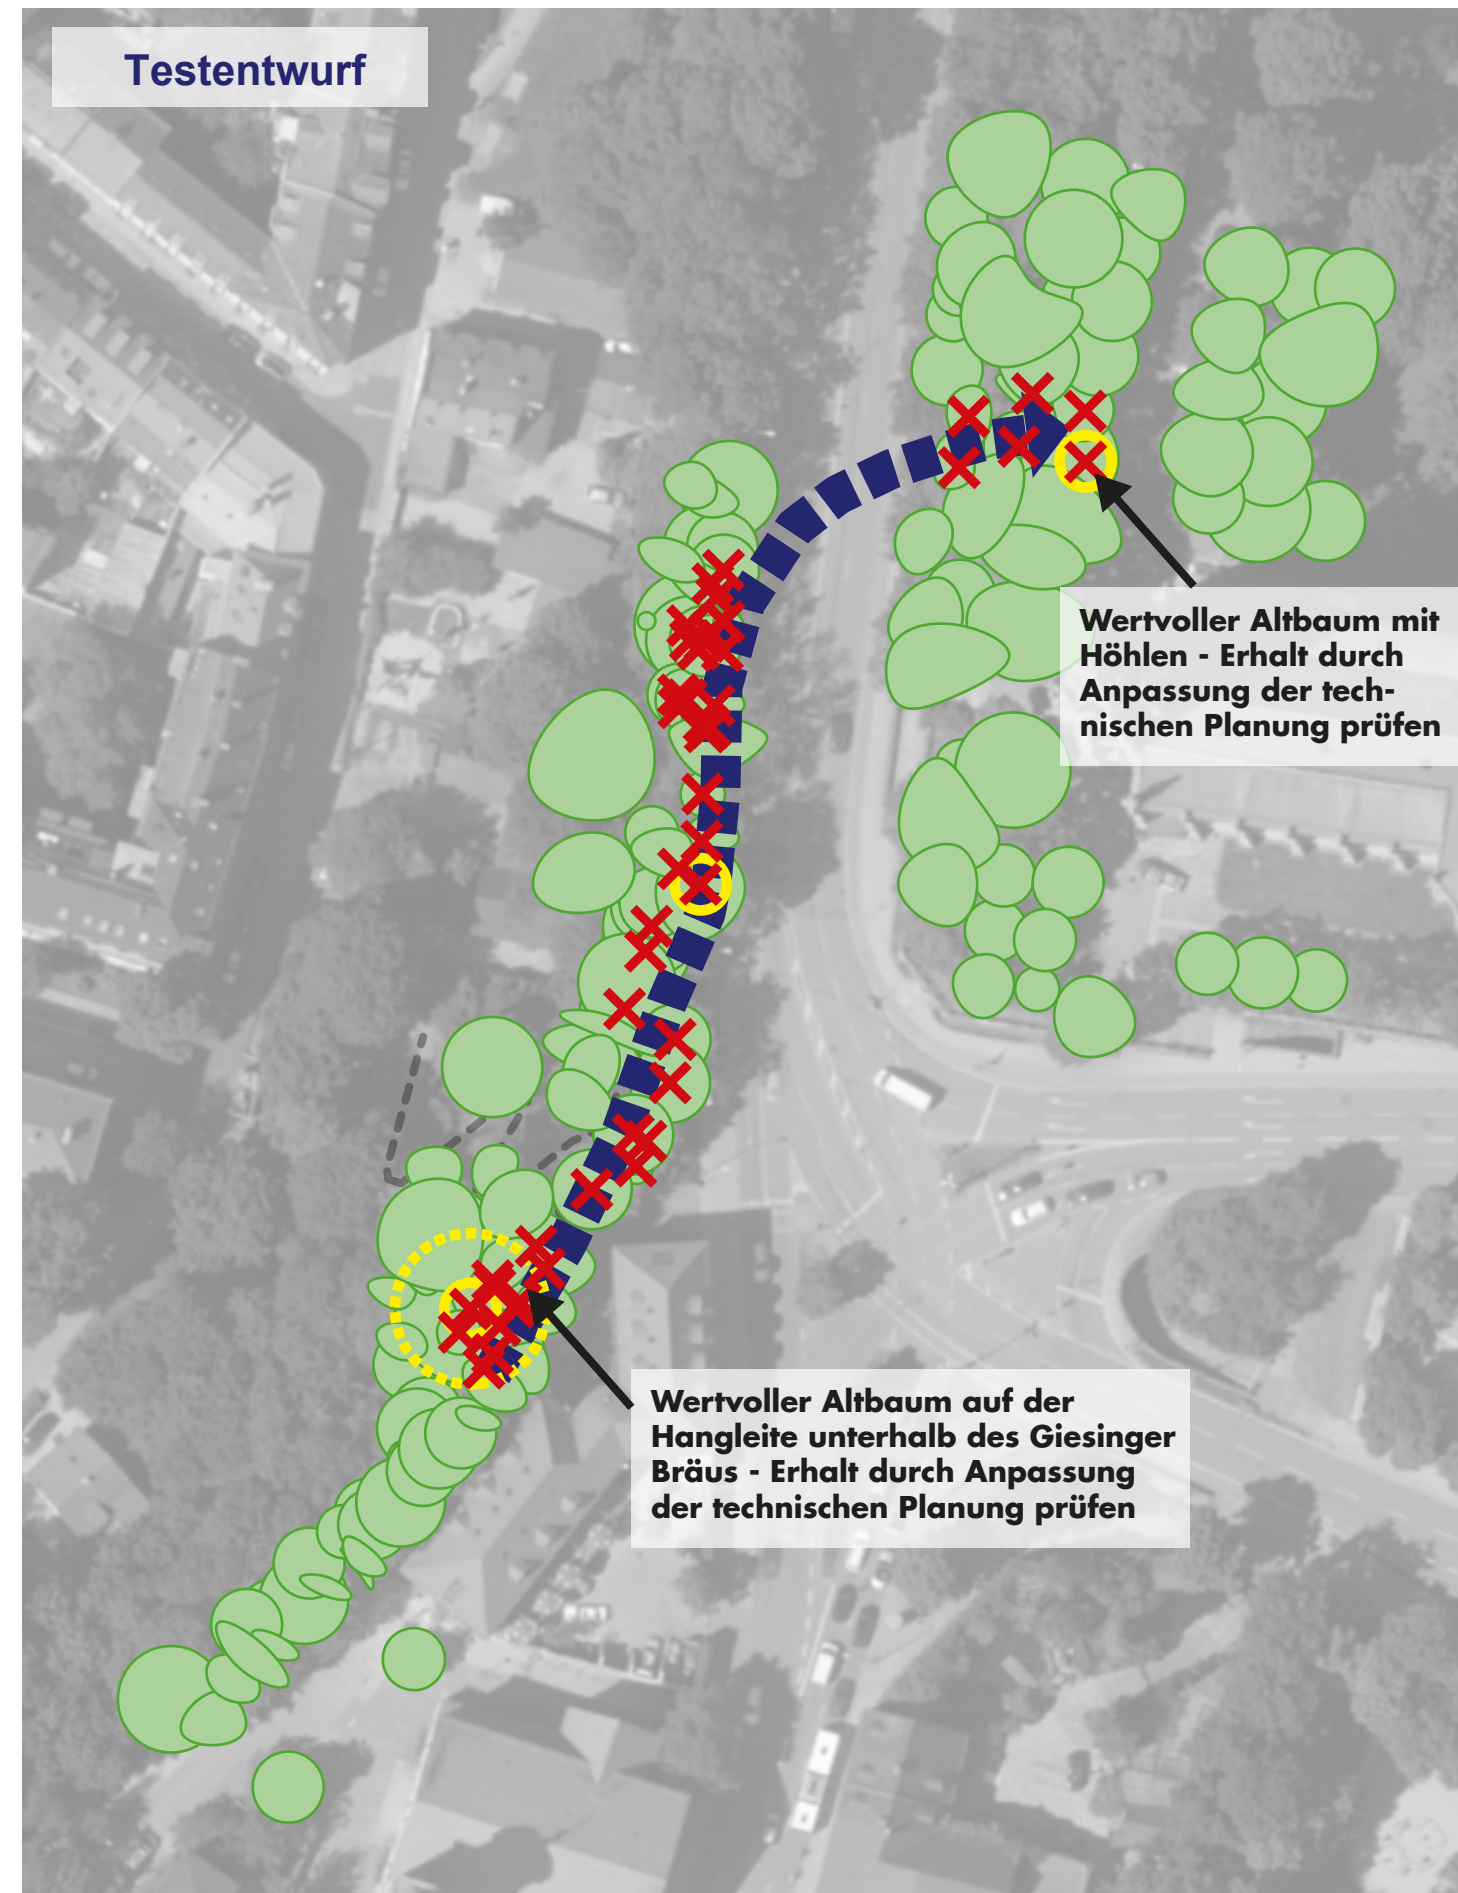 Testentwurf
Wertvoller Altbaum mit
Höhlen - Erhalt durch
Anpassung der tech-
nischen Planung prüfen
Wertvoller Altbaum auf der
Hangleite unterhalb des Giesinger
Bräus - Erhalt durch Anpassung
der technischen Planung prüfen